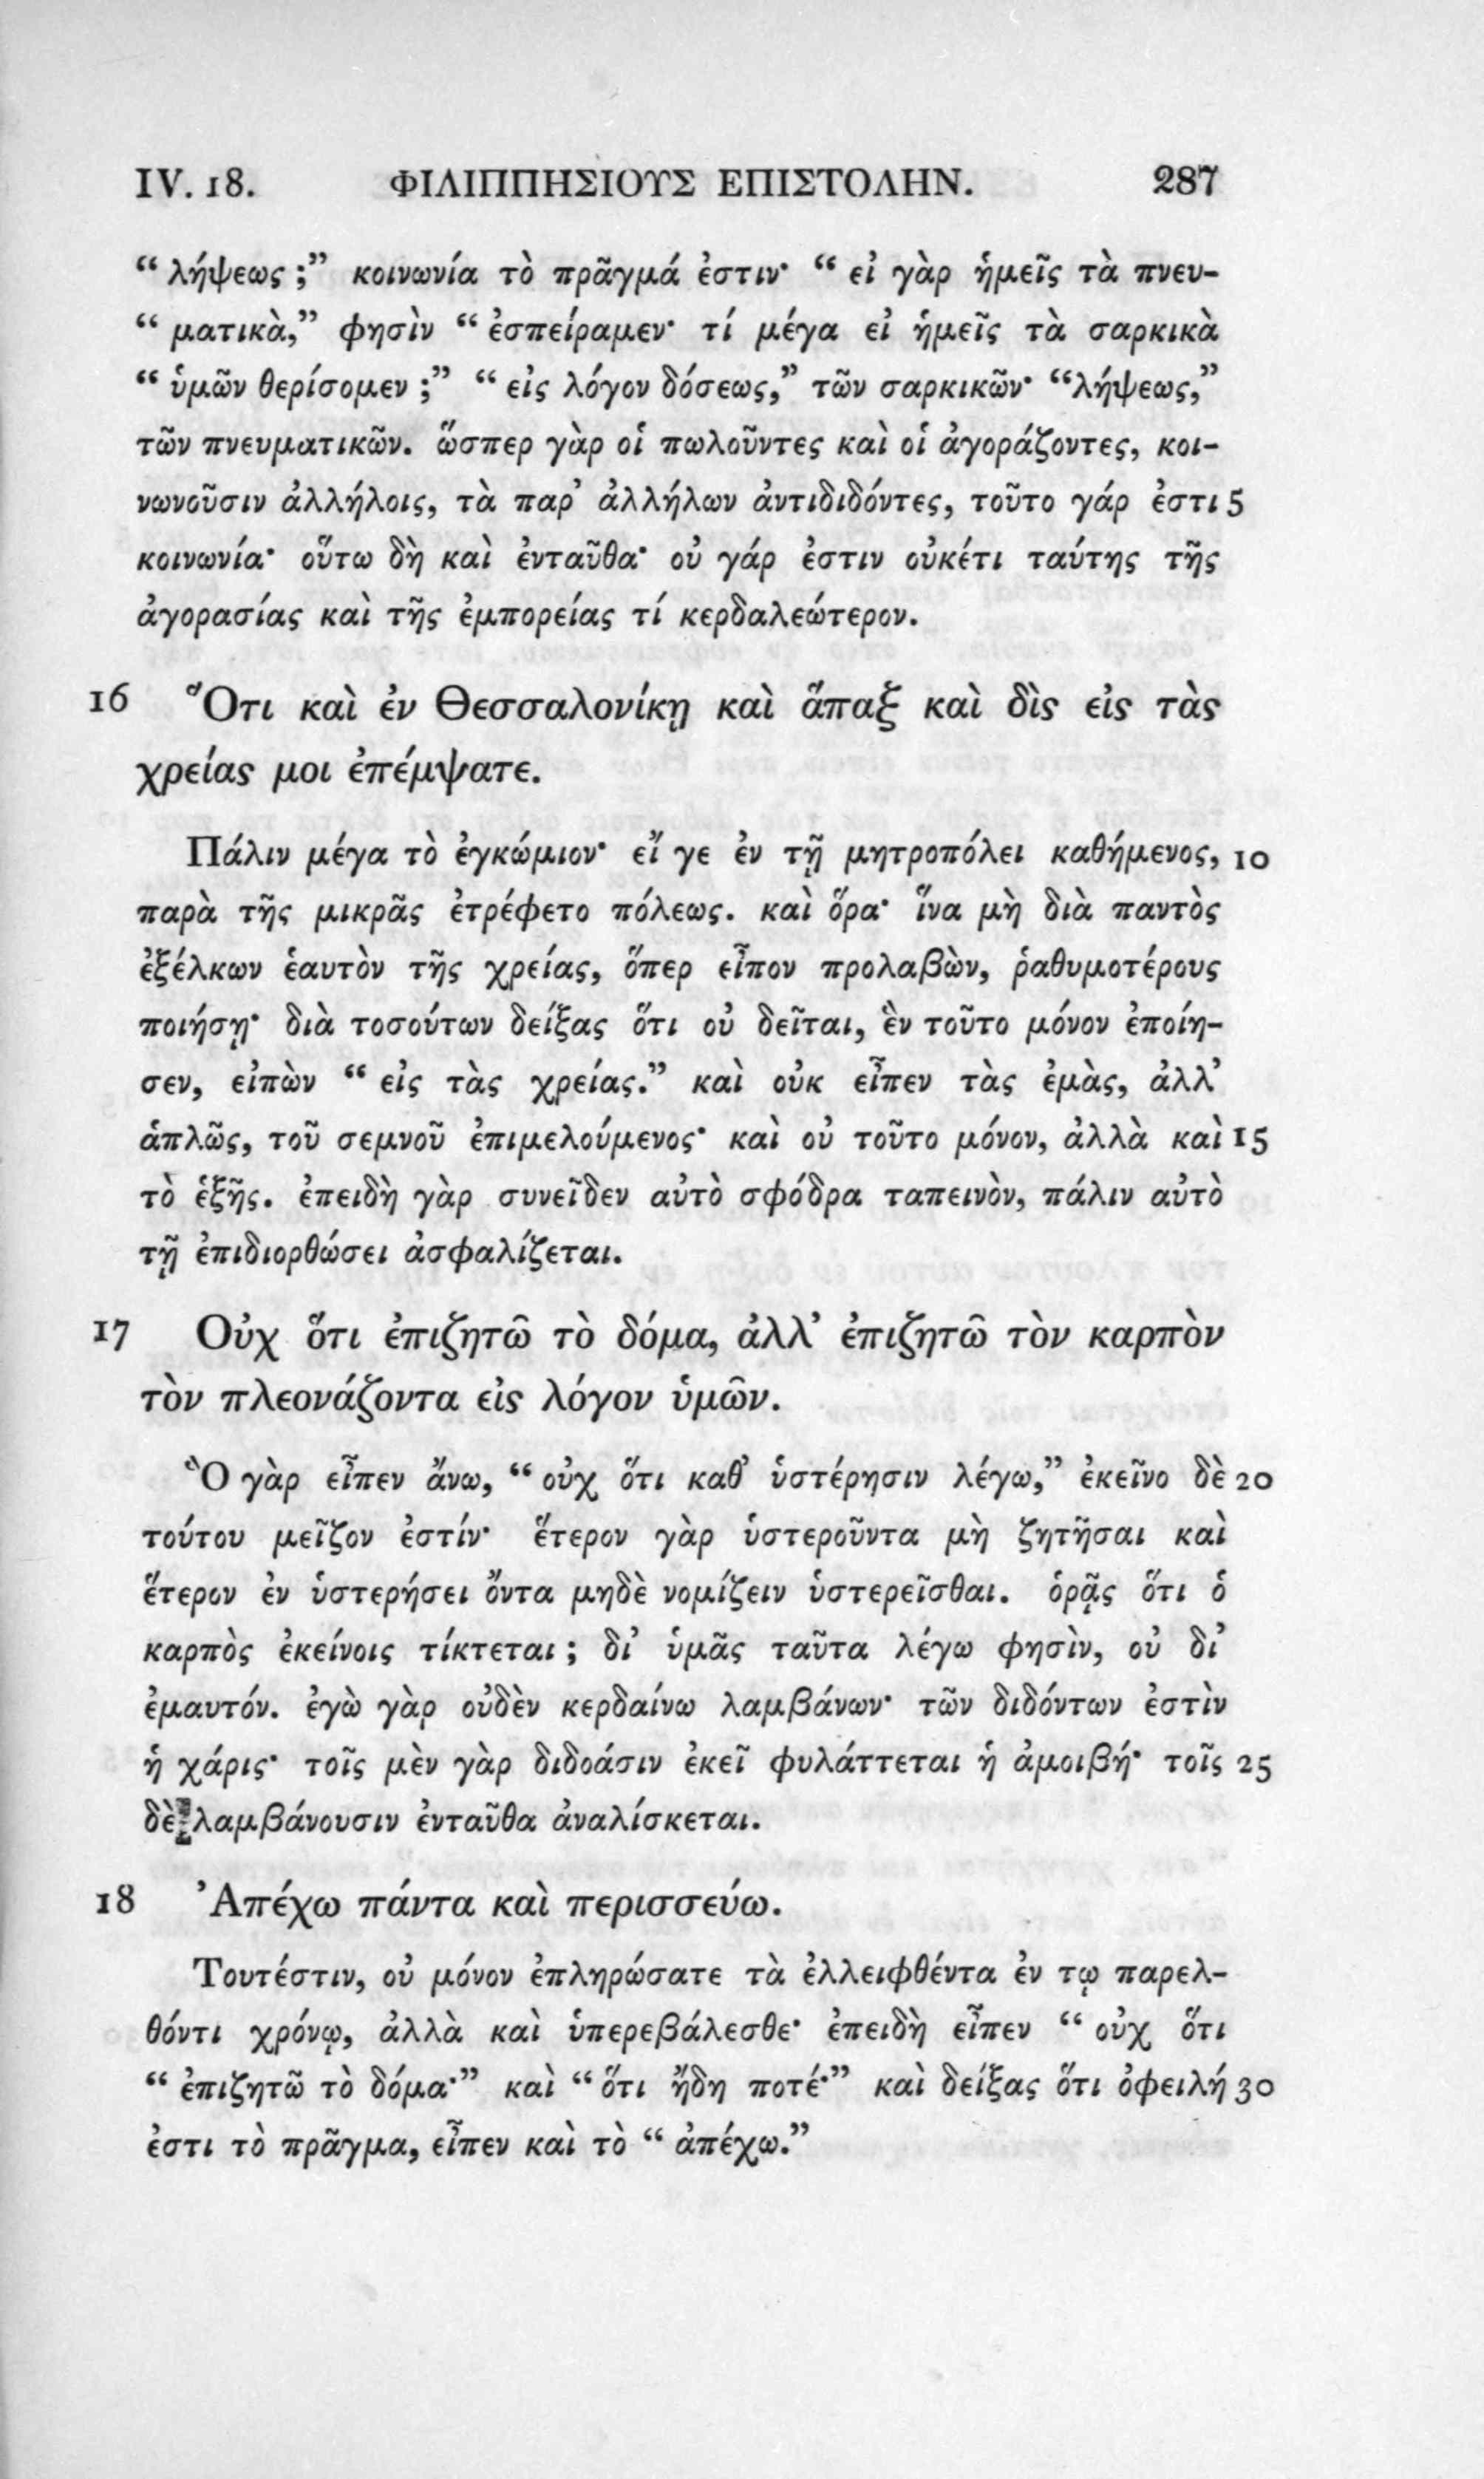 IV. 18. ΦΙΛΙΠΠΗΣΙΟΥΣ ΕΠΙΣΤΟΛΗΝ. 287
“ λήψεως ;” κοινωνία τὸ πρᾶγμά ἐστιν· “ εἰ γὰρ ἡμεῖς τὰ πνευ-
“ ματικὰ,” φησὶν “ ἐσπείραμεν· τί μέγα εἰ ἡμεῖς τὰ σαρκικὰ
“ ὑμῶν θερίσομεν ;” “ εἰς λόγον δόσεως,” τῶν σαρκικῶν· “λήψεως,”
τῶν πνευματικῶν. ὥσπερ γὰρ οἱ πωλοῦντες καὶ οἱ ἀγοράζοντες, κοι-
νωνοῦσιν ἀλλήλοις, τὰ παρ’ ἀλλήλων ἀντιδιδόντες, τοῦτο γάρ ἐστι 5
κοινωνία· οὕτω δὴ καὶ ἐνταῦθα· οὐ γάρ ἐστιν οὐκέτι ταύτης τῆς
ἀγορασίας καὶ τῆς ἐμπορείας τί κερδαλεώτερον.
16 Ὅτι καὶ ἐν Θεσσαλονίκῃ καὶ ἅπαξ καὶ δὶς εἰς τὰς
χρείας μοι ἐπέμψατε.
Πάλιν μέγα τὸ ἐγκώμιον· εἴ γε ἐν τῇ μητροπόλει καθήμενος, 10
παρὰ τῆς μικρᾶς ἐτρέφετο πόλεως. καὶ ὅρα· ἵνα μὴ διὰ παντὸς
ἐξέλκων ἑαυτὸν τῆς χρείας, ὅπερ εἶπον προλαβὼν, ῥαθυμοτέρους
ποιήσῃ· διὰ τοσούτων δείξας ὅτι οὐ δεῖται, ἓν τοῦτο μόνον ἐποίη-
σεν, εἰπὼν “ εἰς τὰς χρείας.” καὶ οὐκ εἶπεν τὰς ἐμὰς, ἀλλ’
ἁπλῶς, τοῦ σεμνοῦ ἐπιμελούμενος· καὶ οὐ τοῦτο μόνον, ἀλλὰ καὶ 15
τὸ ἑξῆς. ἐπειδὴ γὰρ συνεῖδεν αὐτὸ σφόδρα ταπεινὸν, πάλιν αὐτὸ
τῇ ἐπιδιορθώσει ἀσφαλίζεται.
17 Οὐχ ὅτι ἐπιζητῶ τὸ δόμα, ἀλλ’ ἐπιζητῶ τὸν καρπὸν
τὸν πλεονάζοντα εἰς λόγον ὑμῶν.
Ὃ γὰρ εἶπεν ἄνω, “ οὐχ ὅτι καθ’ ὑστέρησιν λέγω,” ἐκεῖνο δὲ 20
τούτου μεῖζον ἐστίν· ἕτερον γὰρ ὑστεροῦντα μὴ ζητῆσαι καὶ
ἕτερον ἐν ὑστερήσει ὄντα μηδὲ νομίζειν ὑστερεῖσθαι. ὁρᾷς ὅτι ὁ
καρπὸς ἐκείνοις τίκτεται ; δι’ ὑμᾶς ταῦτα λέγω φησὶν, οὐ δι’
ἐμαυτόν. ἐγὼ γὰρ οὐδὲν κερδαίνω λαμβάνων· τῶν διδόντων ἐστὶν
ἡ χάρις· τοῖς μὲν γὰρ διδοάσιν ἐκεῖ φυλάττεται ἡ ἀμοιβή· τοῖς 25
δὲ λαμβάνουσιν ἐνταῦθα ἀναλίσκεται.
18 Ἀπέχω πάντα καὶ περισσεύω.
Τουτέστιν, οὐ μόνον ἐπληρώσατε τὰ ἐλλειφθέντα ἐν τῳ παρελ-
θόντι χρόνῳ, ἀλλὰ καὶ ὑπερεβάλεσθε· ἐπειδὴ εἶπεν “ οὐχ ὅτι
“ ἐπιζητῶ τὸ δόμα·” καὶ “ ὅτι ἤδη ποτέ·” καὶ δείξας ὅτι ὀφειλή 30
ἐστι τὸ πρᾶγμα, εἶπεν καὶ τὸ “ ἀπέχω.”